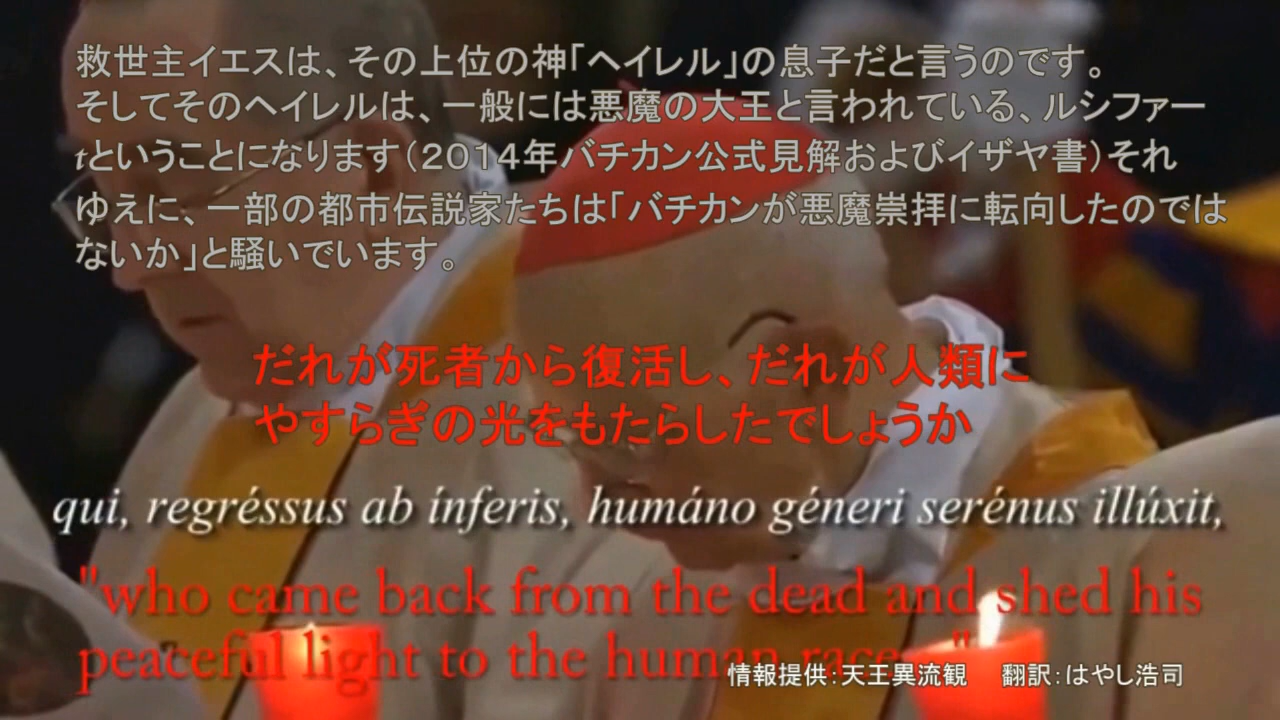 救世主イエスは、その上位の神「ヘイレル」の息子だと言うのです。
そしてそのヘイレルは、一般には悪魔の大王と言われている、ルシファー
tということになります（２０１４年バチカン公式見解およびイザヤ書）それ
ゆえに、一部の都市伝説家たちは「バチカンが悪魔崇拝に転向したのでは
ないか」と騒いでいます。
だれが死者から復活し、だれが人類に
やすらぎの光をもたらしたでしょうか
qui, regréssus ab ínferis, humáno géneri serénus illúxit,
"who came back from the dead and shed his
peaceful light to the human race
情報提供：天王異流観　翻訳：はやし浩司